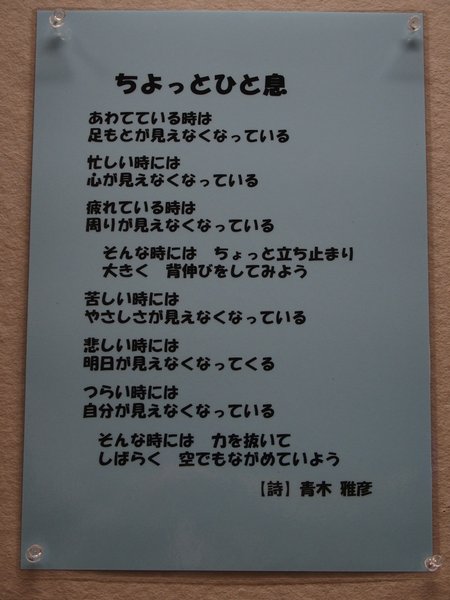 ちょっとひと息
あわてている時は
足もとが見えなくなっている
忙しい時には
心が見えなくなっている
疲れている時は
周りが見えなくなっている
そんな時には　ちょっと立ち止まり
大きく　背伸びをしてみよう
苦しい時には
やさしさが見えなくなっている
悲しい時には
明日が見えなくなってくる
つらい時には
自分が見えなくなっている
そんな時には　力を抜いて
しばらく　空でもながめていよう
【詩】青木 雅彦